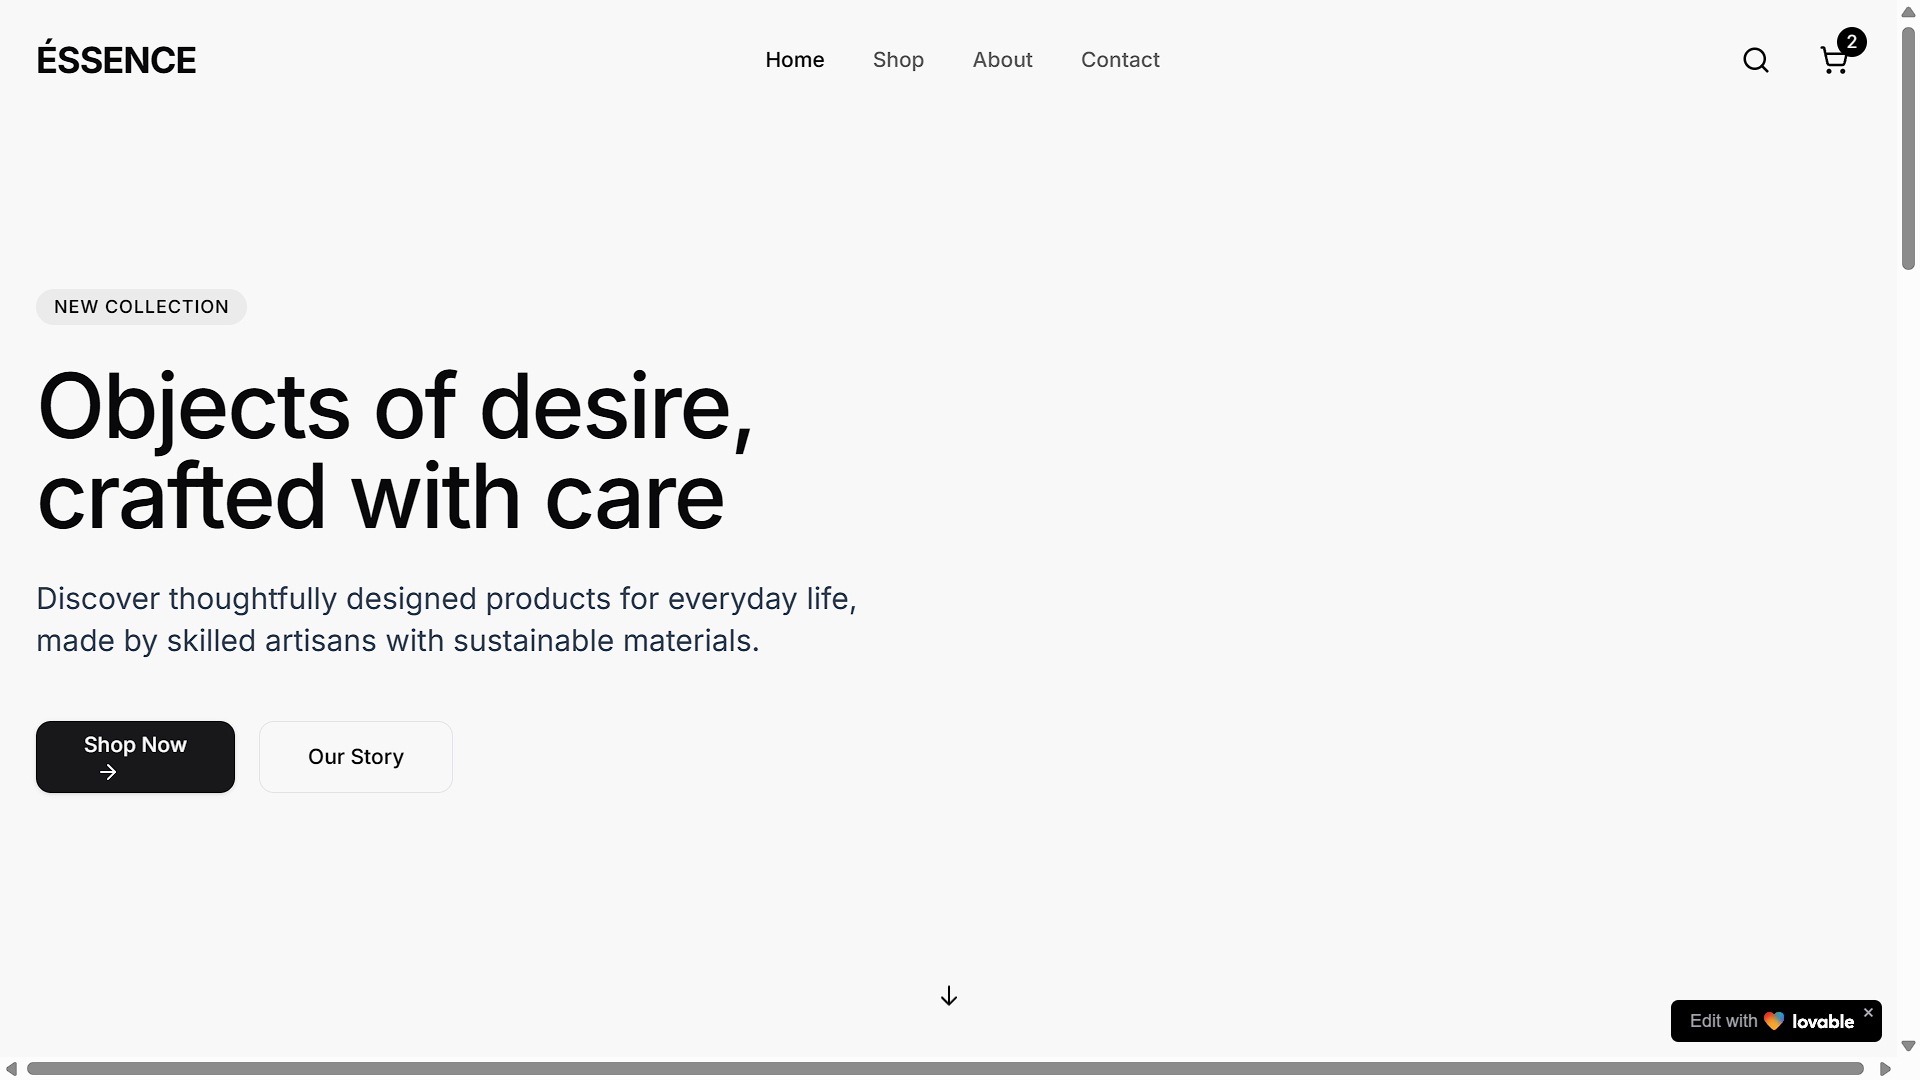 ÉSSENCE
Home
Shop
About
Contact
2
NEW COLLECTION
Objects of desire,
crafted with care
Discover thoughtfully designed products for everyday life,
made by skilled artisans with sustainable materials.
Shop Now
Our Story
Edit with lovable